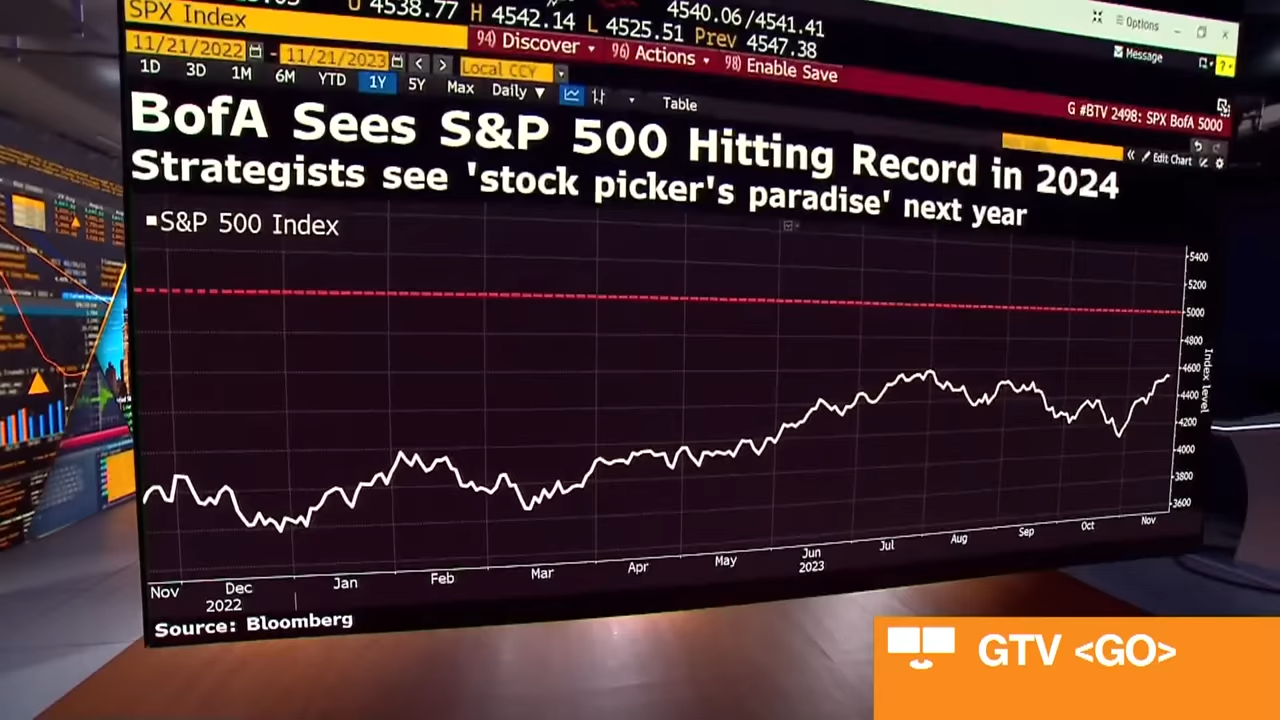 O 4538.77 H 4542.14 L 4525.51 Prev 4547.38
4540.06/4541.41
SPX Index
Options
94) Discover 96) Actions 98) Enable Save
Message
?
11/21/2022 - 11/21/2023
Local CCY
1D 3D 1M 6M YTD 1Y 5Y Max Daily Table
G #BTV 2498: SPX BofA 5000
Edit Chart
BofA Sees S&P 500 Hitting Record in 2024
Strategists see 'stock picker's paradise' next year
S&P 500 Index
5400
5200
5000
4800
4600
4400
4200
4000
3800
3600
Index level
Nov Dec Jan Feb Mar Apr May Jun Jul Aug Sep Oct Nov
2022 2023
Source: Bloomberg
GTV <GO>